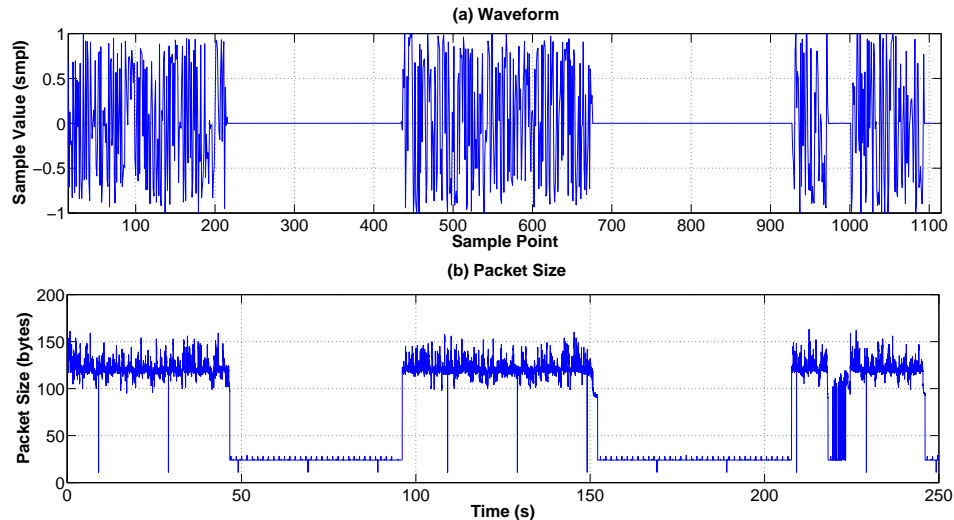 (a) Waveform
1
0.5
0
−0.5
−1
Sample Value (smpl)
100 200 300 400 500 600 700 800 900 1000 1100
Sample Point
(b) Packet Size
200
150
100
50
0
Packet Size (bytes)
0 50 100 150 200 250
Time (s)